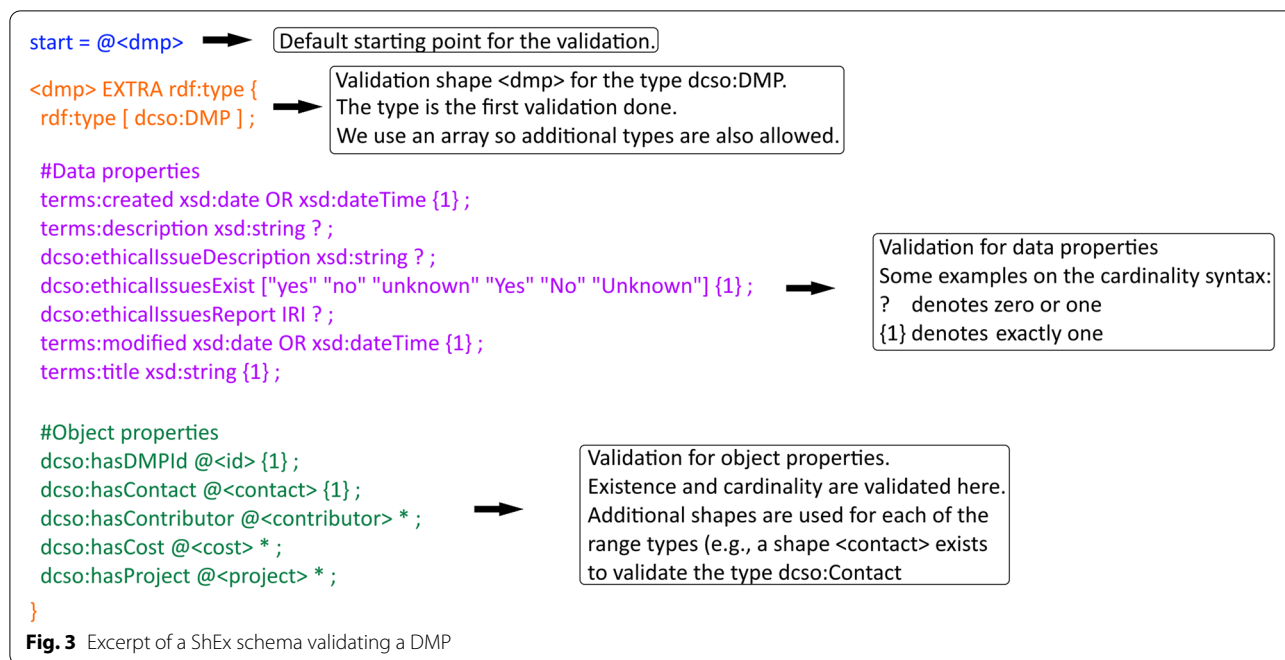 start = @<dmp>
Default starting point for the validation.
<dmp> EXTRA rdf:type {
rdf:type [ dcso:DMP ] ;
Validation shape <dmp> for the type dcso:DMP.
The type is the first validation done.
We use an array so additional types are also allowed.
#Data properties
terms:created xsd:date OR xsd:dateTime {1} ;
terms:description xsd:string ? ;
dcso:ethicalIssueDescription xsd:string ? ;
dcso:ethicalIssuesExist ["yes" "no" "unknown" "Yes" "No" "Unknown"] {1} ;
dcso:ethicalIssuesReport IRI ? ;
terms:modified xsd:date OR xsd:dateTime {1} ;
terms:title xsd:string {1} ;
Validation for data properties
Some examples on the cardinality syntax:
? denotes zero or one
{1} denotes exactly one
#Object properties
dcso:hasDMPId @<id> {1} ;
dcso:hasContact @<contact> {1} ;
dcso:hasContributor @<contributor> * ;
dcso:hasCost @<cost> * ;
dcso:hasProject @<project> * ;
}
Validation for object properties.
Existence and cardinality are validated here.
Additional shapes are used for each of the
range types (e.g., a shape <contact> exists
to validate the type dcso:Contact
Fig. 3 Excerpt of a ShEx schema validating a DMP